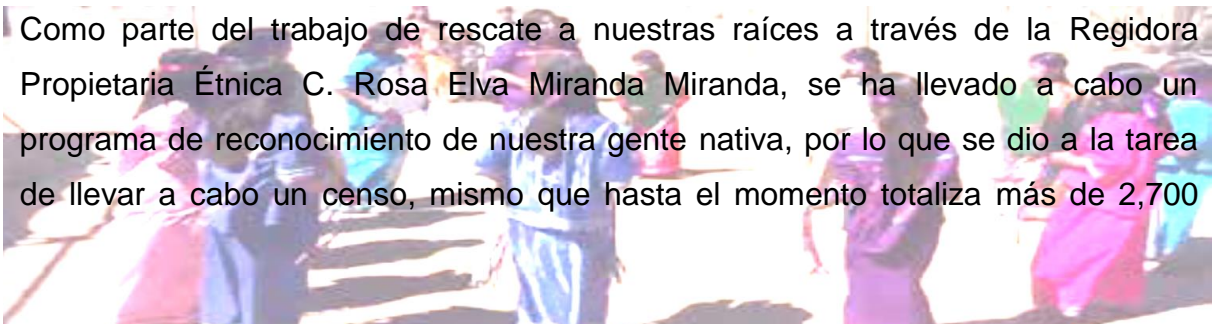 Como parte del trabajo de rescate a nuestras raíces a través de la Regidora
Propietaria Étnica C. Rosa Elva Miranda Miranda, se ha llevado a cabo un
programa de reconocimiento de nuestra gente nativa, por lo que se dio a la tarea
de llevar a cabo un censo, mismo que hasta el momento totaliza más de 2,700